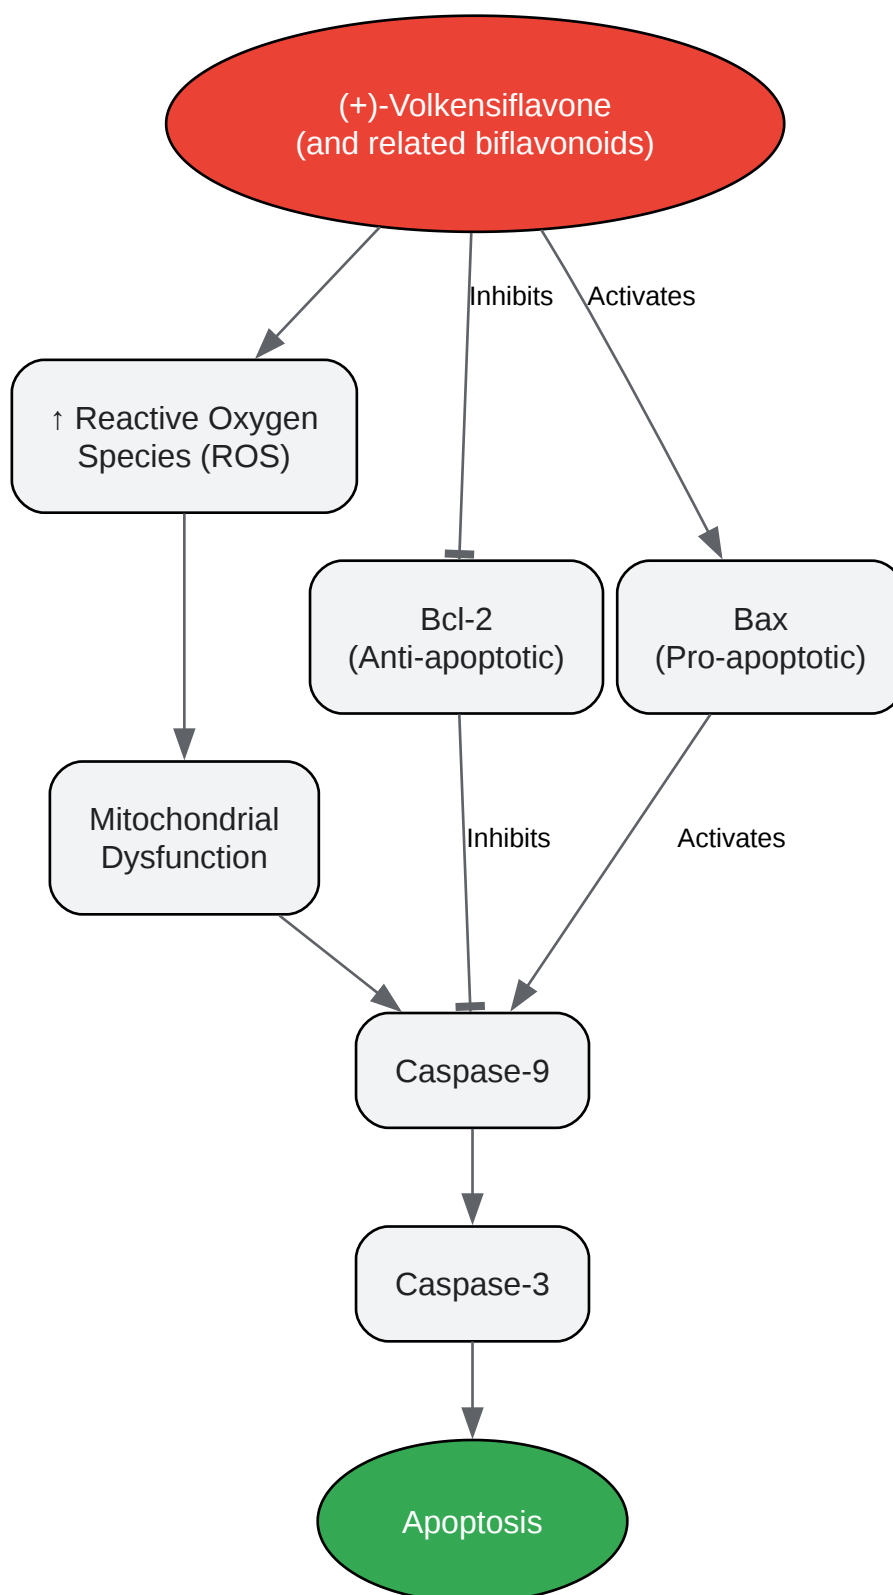 (+)-Volkensiflavone
(and related biflavonoids)
Inhibits
Activates
↑ Reactive Oxygen
Species (ROS)
Bcl-2
(Anti-apoptotic)
Bax
(Pro-apoptotic)
Mitochondrial
Dysfunction
Inhibits
Activates
Caspase-9
Caspase-3
Apoptosis